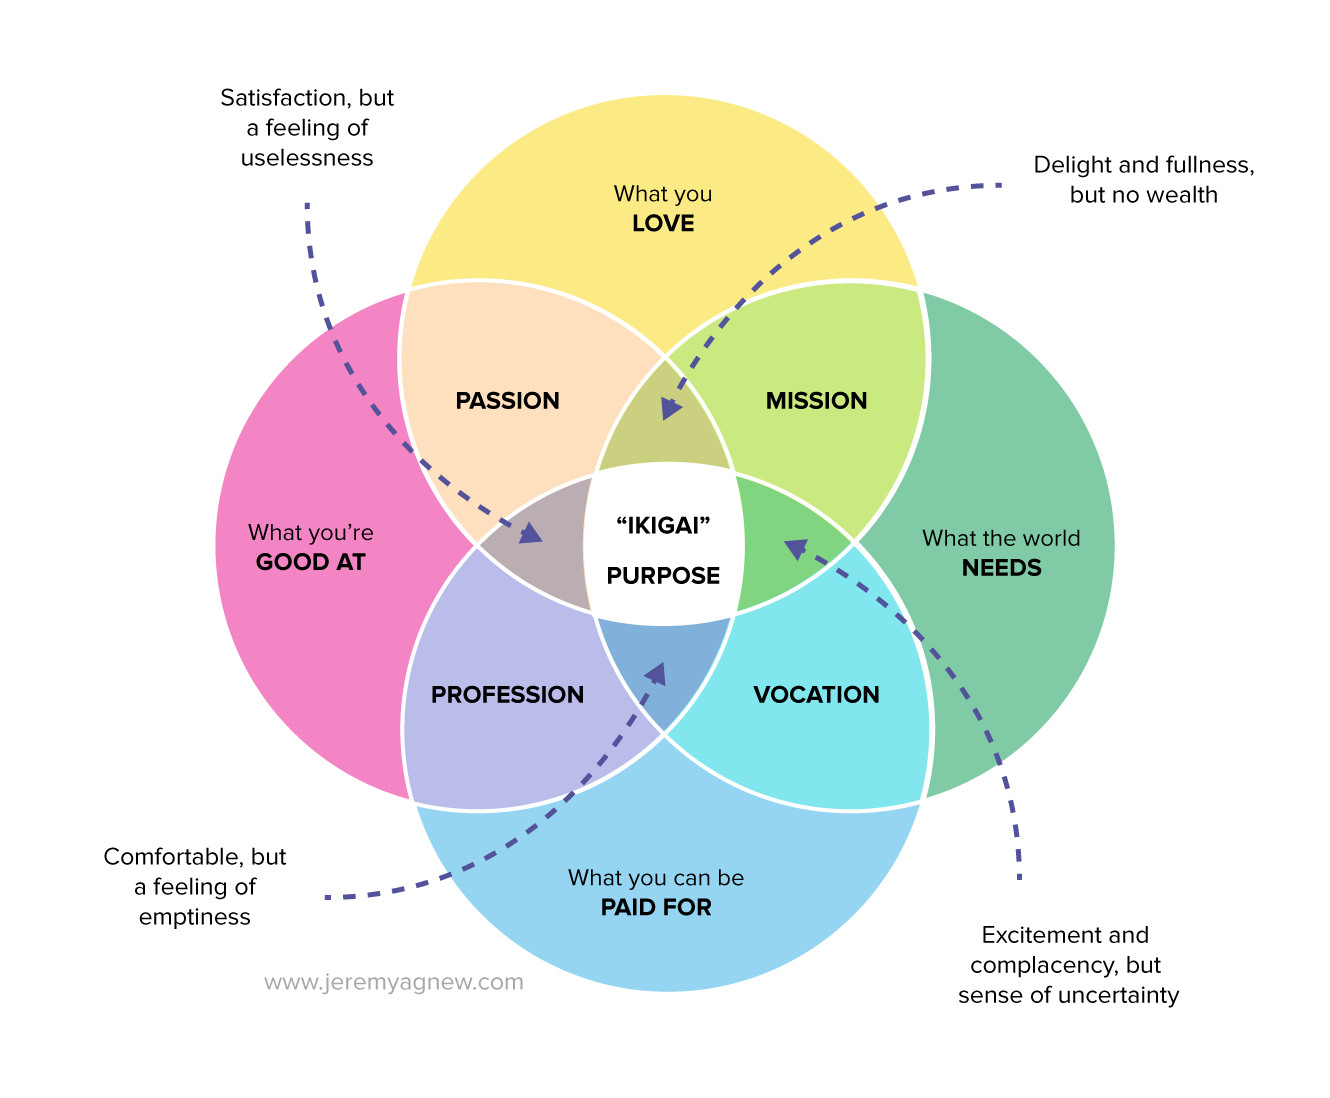 Satisfaction, but
a feeling of
uselessness
Delight and fullness,
but no wealth
What you
LOVE
PASSION
MISSION
What you’re
GOOD AT
“IKIGAI”
PURPOSE
What the world
NEEDS
PROFESSION
VOCATION
What you can be
PAID FOR
Comfortable, but
a feeling of
emptiness
Excitement and
complacency, but
sense of uncertainty
www.jeremyagnew.com